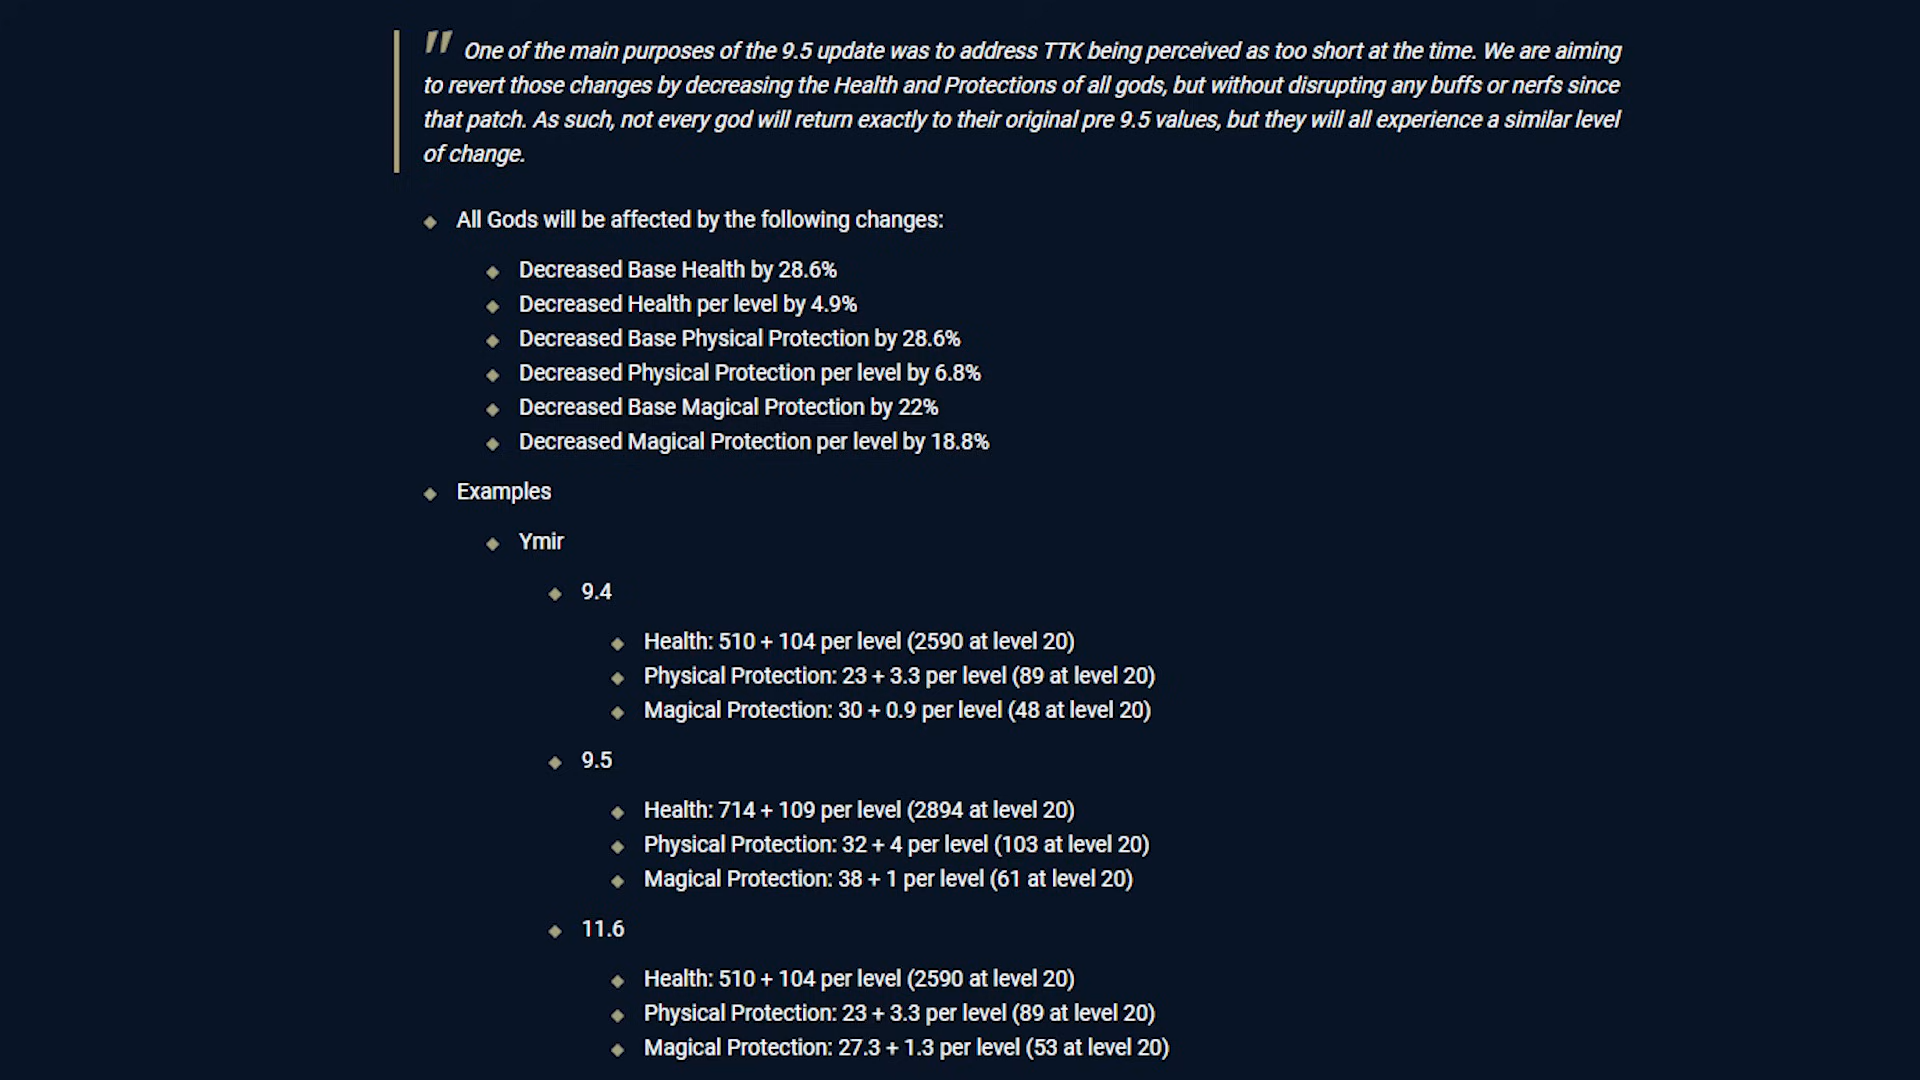 " One of the main purposes of the 9.5 update was to address TTK being perceived as too short at the time. We are aiming
to revert those changes by decreasing the Health and Protections of all gods, but without disrupting any buffs or nerfs since
that patch. As such, not every god will return exactly to their original pre 9.5 values, but they will all experience a similar level
of change.
All Gods will be affected by the following changes:
Decreased Base Health by 28.6%
Decreased Health per level by 4.9%
Decreased Base Physical Protection by 28.6%
Decreased Physical Protection per level by 6.8%
Decreased Base Magical Protection by 22%
Decreased Magical Protection per level by 18.8%
Examples
Ymir
9.4
Health: 510 + 104 per level (2590 at level 20)
Physical Protection: 23 + 3.3 per level (89 at level 20)
Magical Protection: 30 + 0.9 per level (48 at level 20)
9.5
Health: 714 + 109 per level (2894 at level 20)
Physical Protection: 32 + 4 per level (103 at level 20)
Magical Protection: 38 + 1 per level (61 at level 20)
11.6
Health: 510 + 104 per level (2590 at level 20)
Physical Protection: 23 + 3.3 per level (89 at level 20)
Magical Protection: 27.3 + 1.3 per level (53 at level 20)